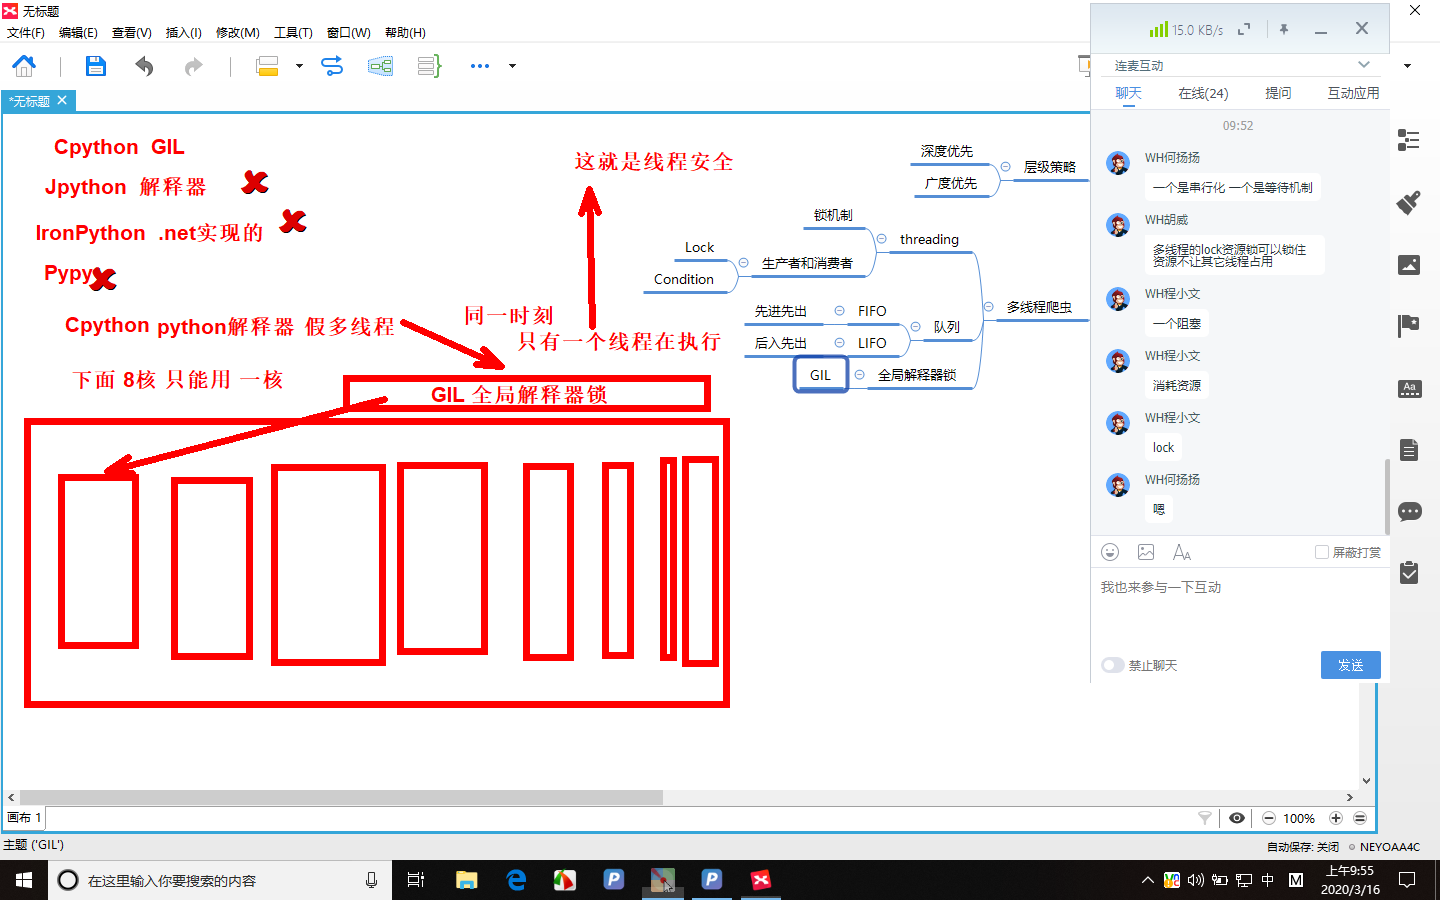 无标题
文件(F) 编辑(E) 查看(V) 插入(I) 修改(M) 工具(T) 窗口(W) 帮助(H)
*无标题
Cpython GIL
Jpython 解释器
IronPython .net实现的
Pypy
Cpython python解释器 假多线程
下面 8核 只能用 一核
这就是线程安全
同一时刻
只有一个线程在执行
GIL 全局解释器锁
深度优先
广度优先
层级策略
锁机制
threading
Lock
Condition
生产者和消费者
多线程爬虫
先进先出
FIFO
队列
后入先出
LIFO
GIL
全局解释器锁
15.0 KB/s
连麦互动
聊天 在线(24) 提问 互动应用
09:52
WH何扬扬
一个是串行化 一个是等待机制
WH胡威
多线程的lock资源锁可以锁住
资源不让其它线程占用
WH程小文
一个阻塞
WH程小文
消耗资源
WH程小文
lock
WH何扬扬
嗯
屏蔽打赏
我也来参与一下互动
禁止聊天
发送
画布 1
100%
主题 ('GIL')
自动保存: 关闭
NEYOAA4C
在这里输入你要搜索的内容
中
M
上午9:55
2020/3/16